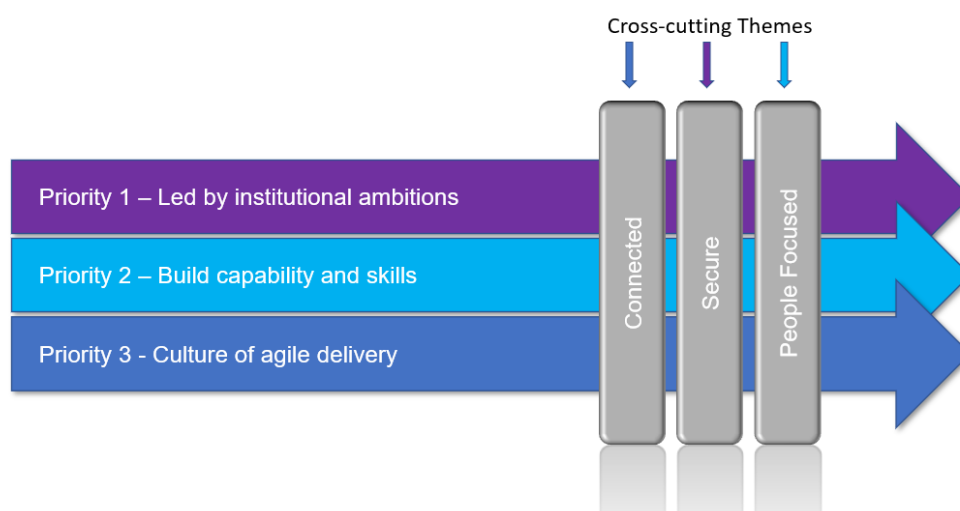 Cross-cutting Themes
Priority 1 – Led by institutional ambitions
Priority 2 – Build capability and skills
Priority 3 - Culture of agile delivery
Connected
Secure
People Focused